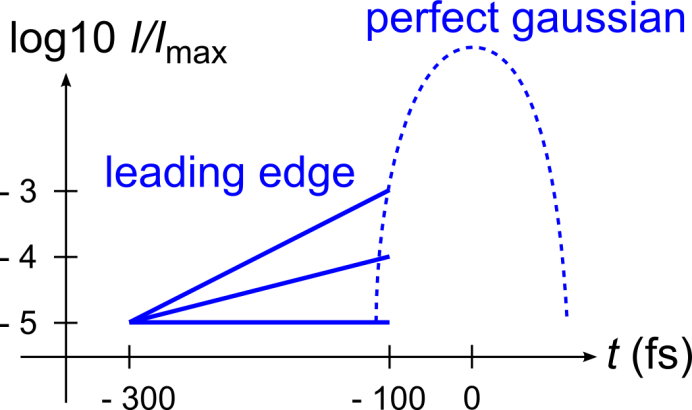 perfect gaussian
log10 I/Imax
leading edge
- 3
- 4
- 5
t (fs)
- 300
- 100
0